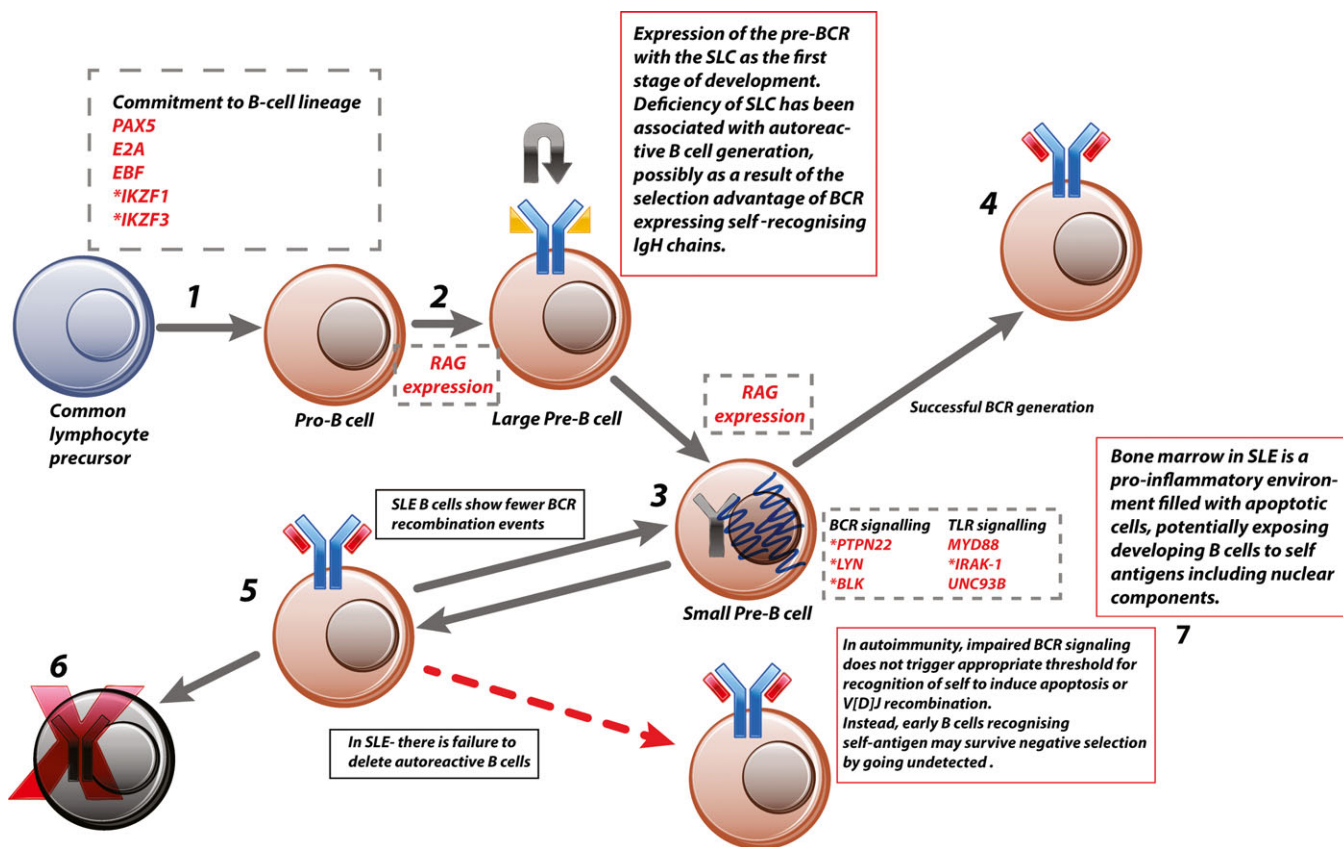 Commitment to B-cell lineage
PAX5
E2A
EBF
*IKZF1
*IKZF3
Expression of the pre-BCR
with the SLC as the first
stage of development.
Deficiency of SLC has been
associated with autoreac-
tive B cell generation,
possibly as a result of the
selection advantage of BCR
expressing self -recognising
IgH chains.
1
2
4
RAG
expression
Common
lymphocyte
precursor
Pro-B cell
Large Pre-B cell
RAG
expression
Successful BCR generation
3
SLE B cells show fewer BCR
recombination events
BCR signalling
*PTPN22
*LYN
*BLK
TLR signalling
MYD88
*IRAK-1
UNC93B
Bone marrow in SLE is a
pro-inflammatory environ-
ment filled with apoptotic
cells, potentially exposing
developing B cells to self
antigens including nuclear
components.
7
5
Small Pre-B cell
6
In SLE- there is failure to
delete autoreactive B cells
In autoimmunity, impaired BCR signaling
does not trigger appropriate threshold for
recognition of self to induce apoptosis or
V[D]J recombination.
Instead, early B cells recognising
self-antigen may survive negative selection
by going undetected .